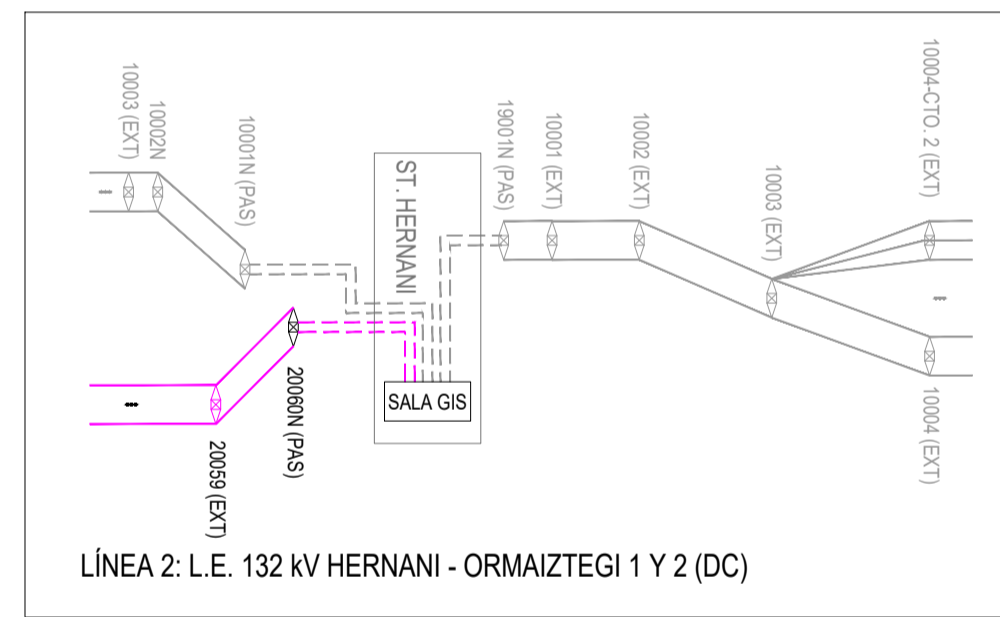 10003 (EXT)
10002N
10001N (PAS)
ST. HERNANI
19001N (PAS)
10001 (EXT)
10002 (EXT)
10003 (EXT)
10004-CTO. 2 (EXT)
SALA GIS
20060N (PAS)
20059 (EXT)
10004 (EXT)
LÍNEA 2: L.E. 132 kV HERNANI - ORMAIZTEGI 1 Y 2 (DC)